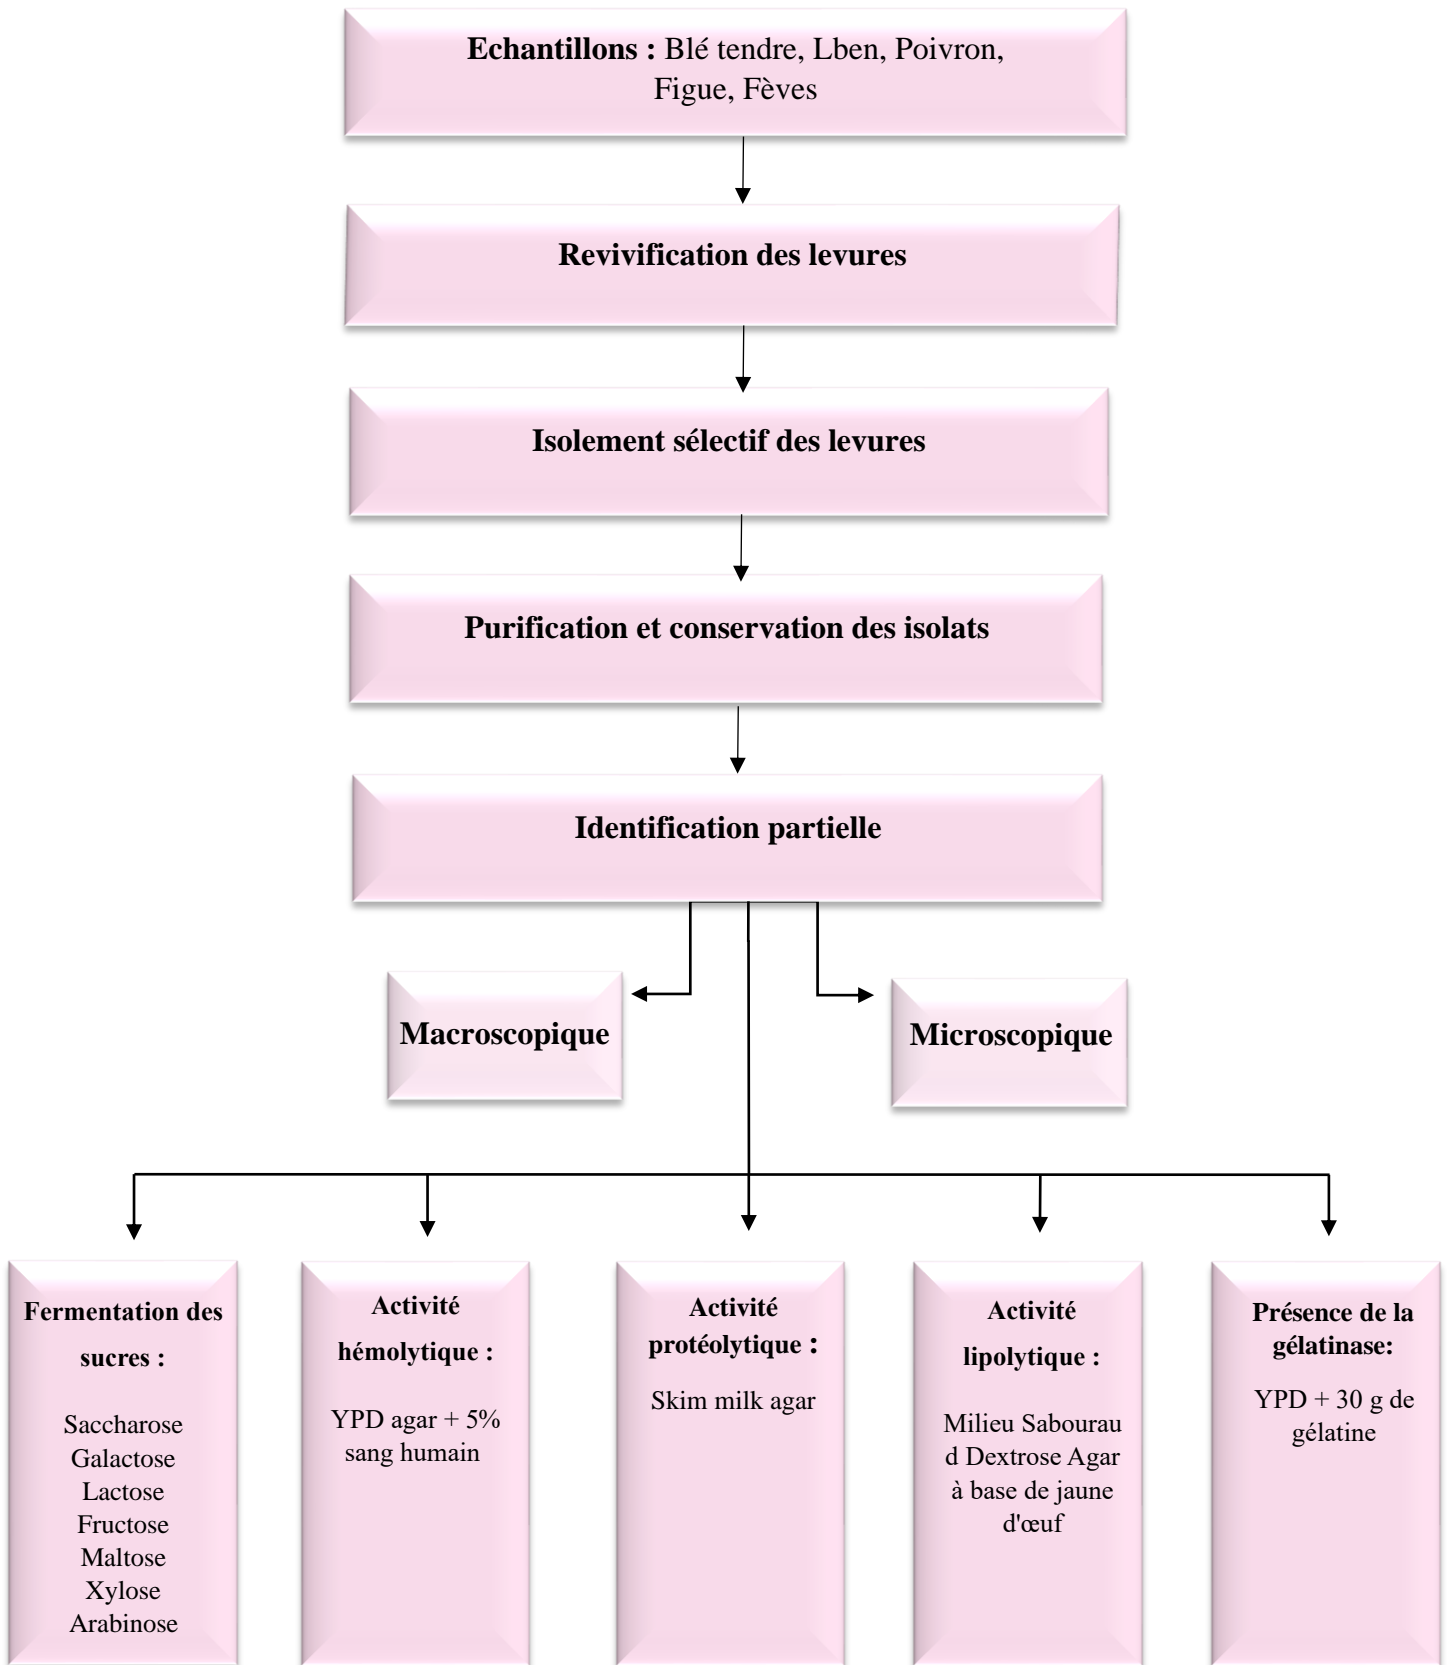 Echantillons : Blé tendre, Lben, Poivron,
Figue, Fèves
Revivification des levures
Isolement sélectif des levures
Purification et conservation des isolats
Identification partielle
Macroscopique
Microscopique
Fermentation des
sucres :
Saccharose
Galactose
Lactose
Fructose
Maltose
Xylose
Arabinose
Activité
hémolytique :
YPD agar + 5%
sang humain
Activité
protéolytique :
Skim milk agar
Activité
lipolytique :
Milieu Sabourau
d Dextrose Agar
à base de jaune
d'œuf
Présence de la
gélatinase:
YPD + 30 g de
gélatine